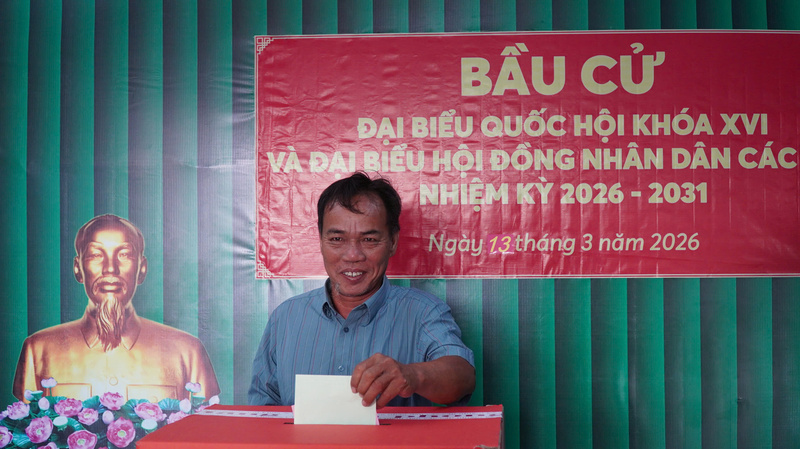 BẦU CỬ
ĐẠI BIỂU QUỐC HỘI KHÓA XVI
VÀ ĐẠI BIỂU HỘI ĐỒNG NHÂN DÂN CÁC
NHIỆM KỲ 2026 - 2031
Ngày 13 tháng 3 năm 2026